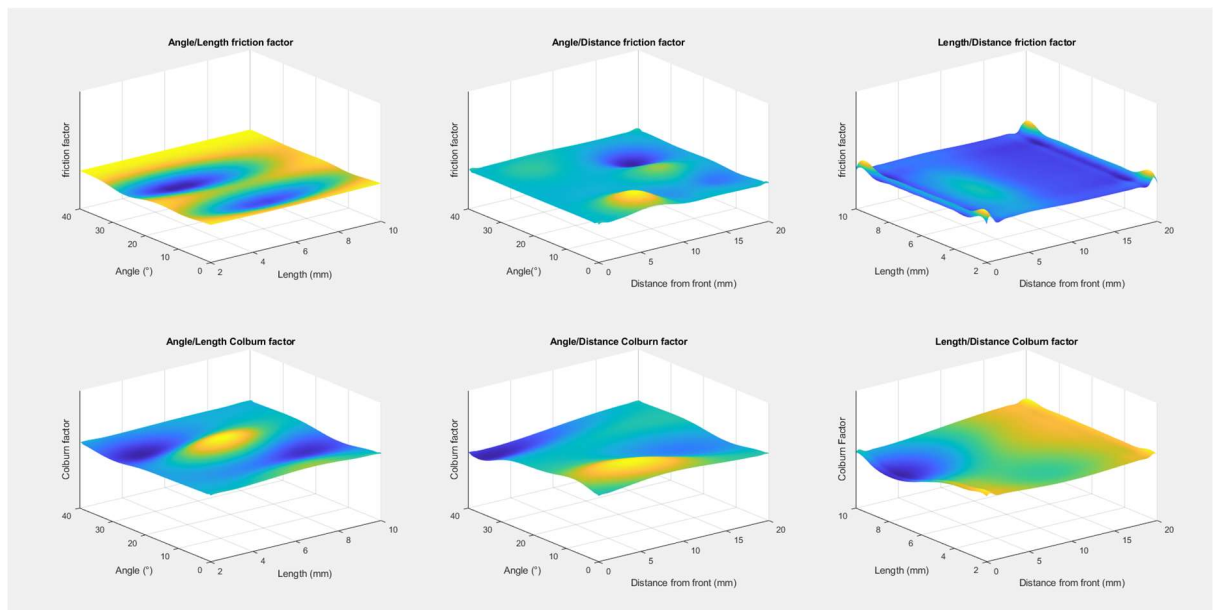 Angle/Length friction factor
friction factor
40
30
20
10
0
Angle (°)
2
4
6
8
10
Length (mm)
Angle/Distance friction factor
friction factor
40
30
20
10
0
Angle(°)
0
5
10
15
20
Distance from front (mm)
Length/Distance friction factor
friction factor
10
8
6
4
2
Length (mm)
0
5
10
15
20
Distance from front (mm)
Angle/Length Colburn factor
Colburn factor
40
30
20
10
0
Angle (°)
2
4
6
8
10
Length (mm)
Angle/Distance Colburn factor
Colburn factor
40
30
20
10
0
Angle (°)
0
5
10
15
20
Distance from front (mm)
Length/Distance Colburn factor
Colburn Factor
10
8
6
4
2
Length (mm)
0
5
10
15
20
Distance from front (mm)